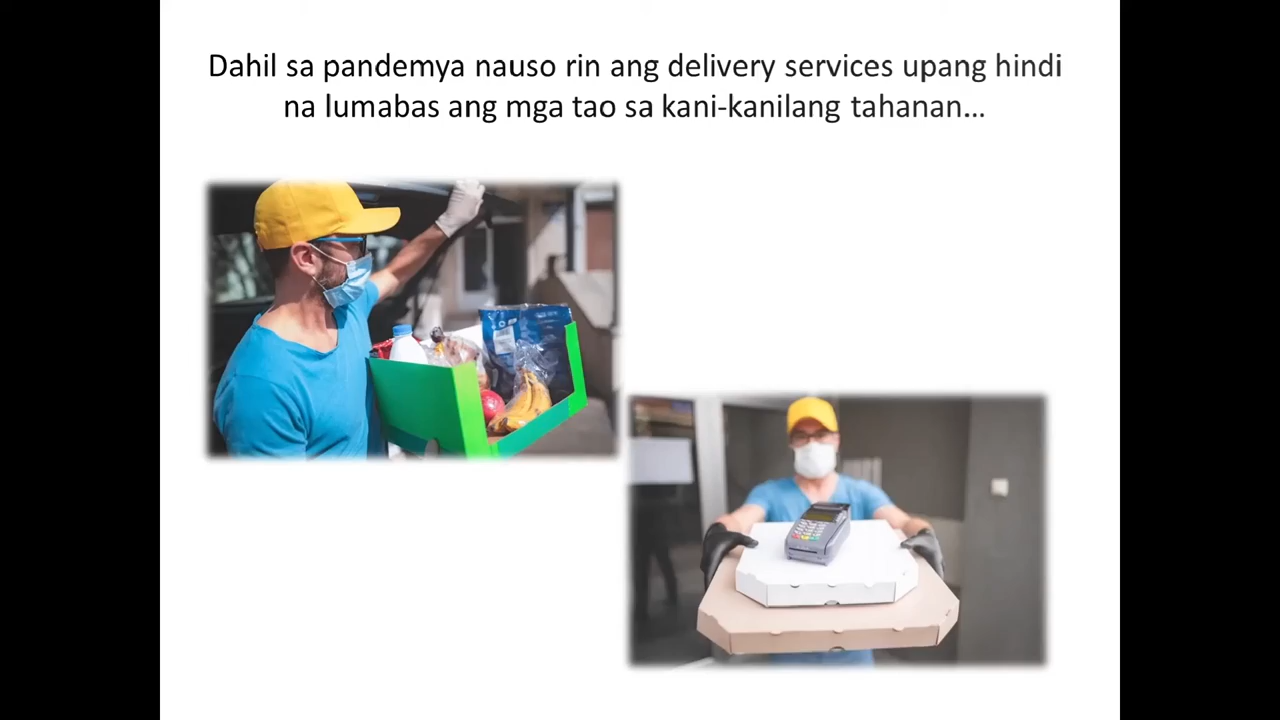 Dahil sa pandemya nauso rin ang delivery services upang hindi
na lumabas ang mga tao sa kani-kanilang tahanan...